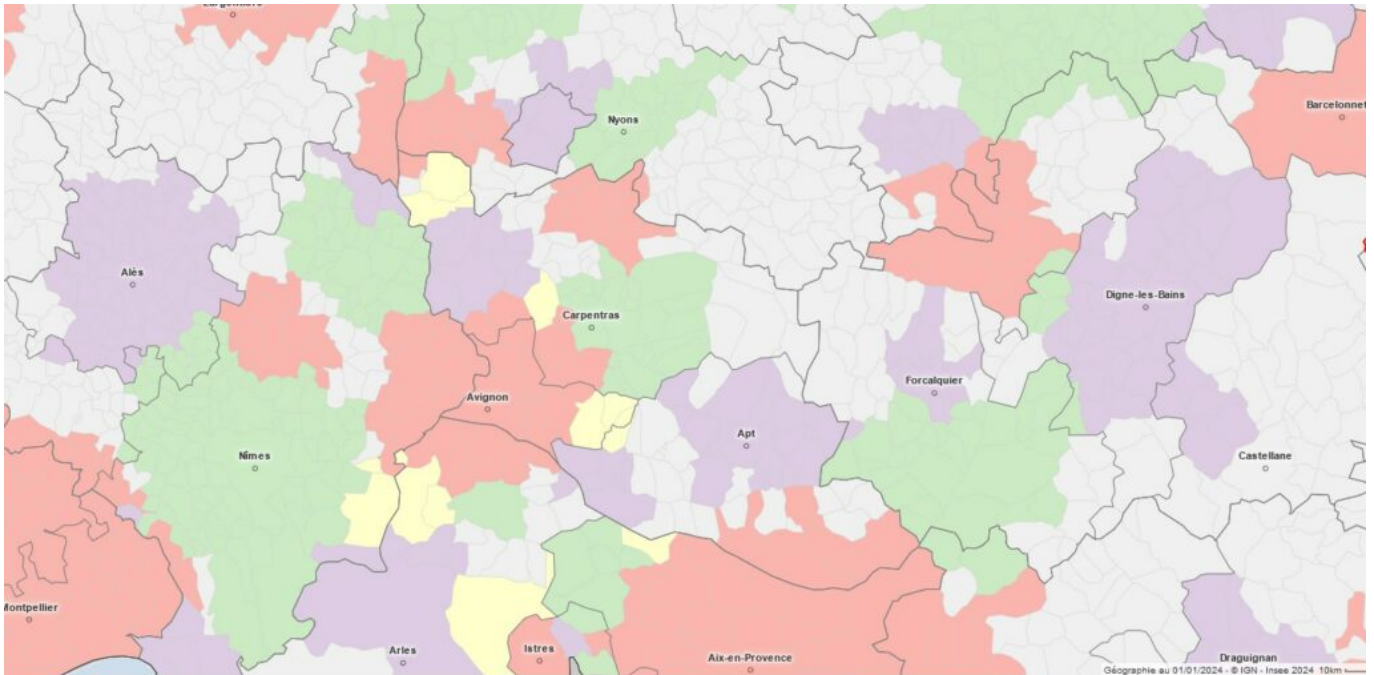 Barcelonnet
Nyons
Alès
Digne-les-Bains
Carpentras
Forcalquier
Avignon
Apt
Nîmes
Castellane
Montpellier
Arles
Istres
Aix-en-Provence
Draguignan
Géographie au 01/01/2024 - © IGN - Insee 2024 10km